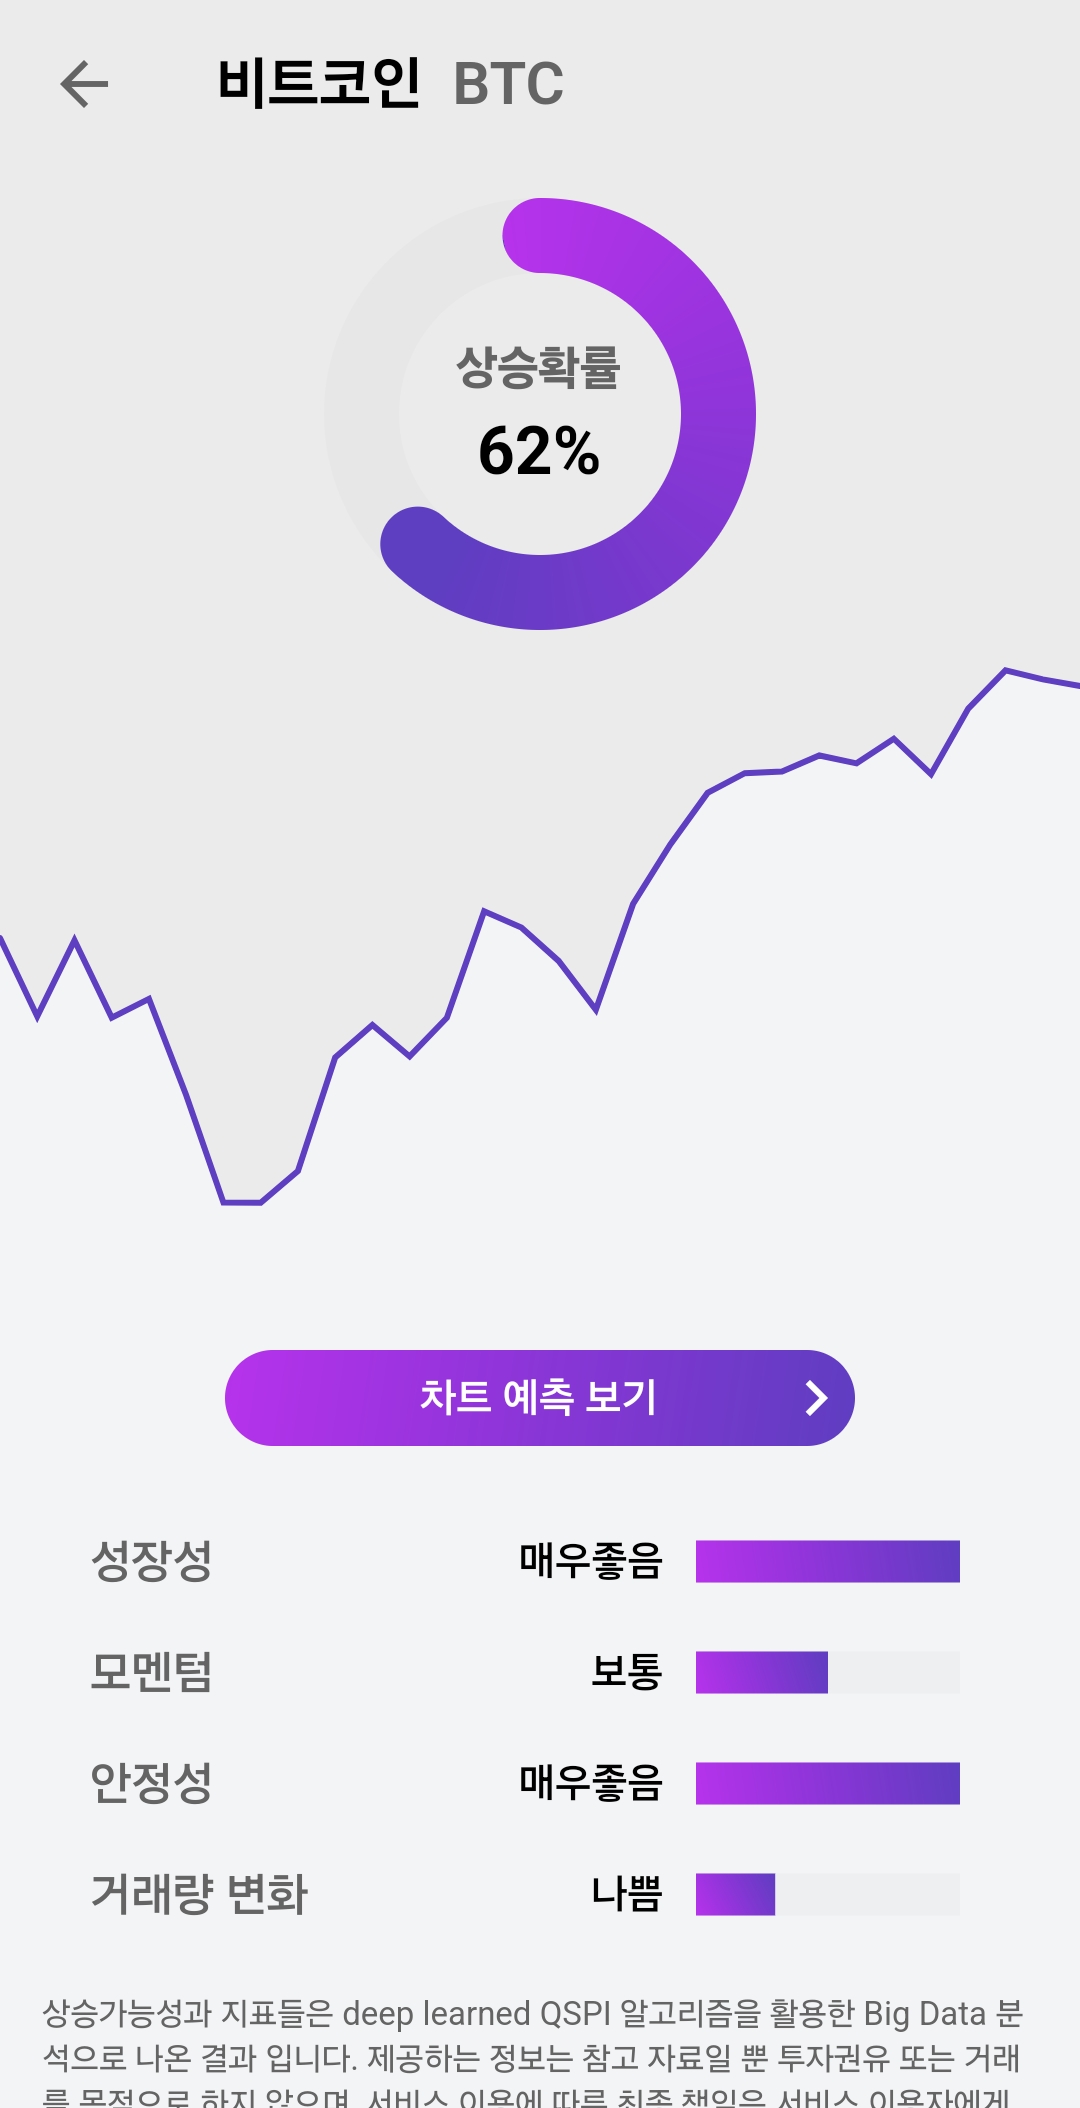 비트코인 BTC
상승확률
62%
차트 예측 보기
성장성 매우좋음
모멘텀 보통
안정성 매우좋음
거래량 변화 나쁨
상승가능성과 지표들은 deep learned QSPI 알고리즘을 활용한 Big Data 분
석으로 나온 결과 입니다. 제공하는 정보는 참고 자료일 뿐 투자권유 또는 거래
를 목적으로 하지 않으며, 서비스 이용에 따른 최종 책임은 서비스 이용자에게